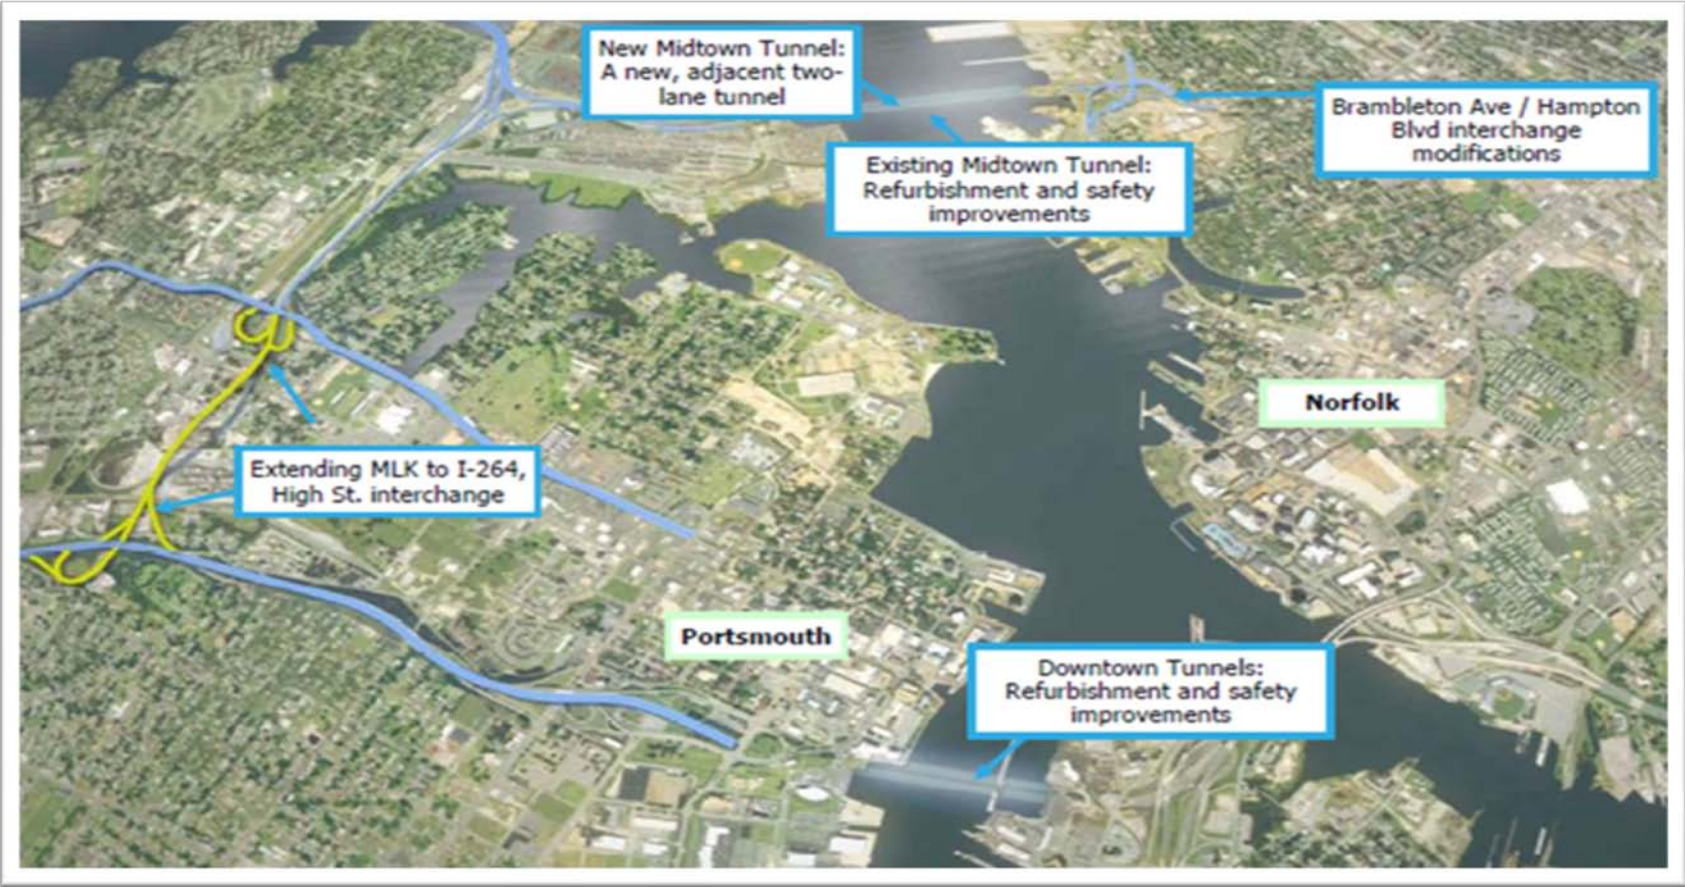 New Midtown Tunnel:
A new, adjacent two-
lane tunnel
Brambleton Ave / Hampton
Blvd interchange
modifications
Existing Midtown Tunnel:
Refurbishment and safety
improvements
Norfolk
Extending MLK to I-264,
High St. interchange
Portsmouth
Downtown Tunnels:
Refurbishment and safety
improvements